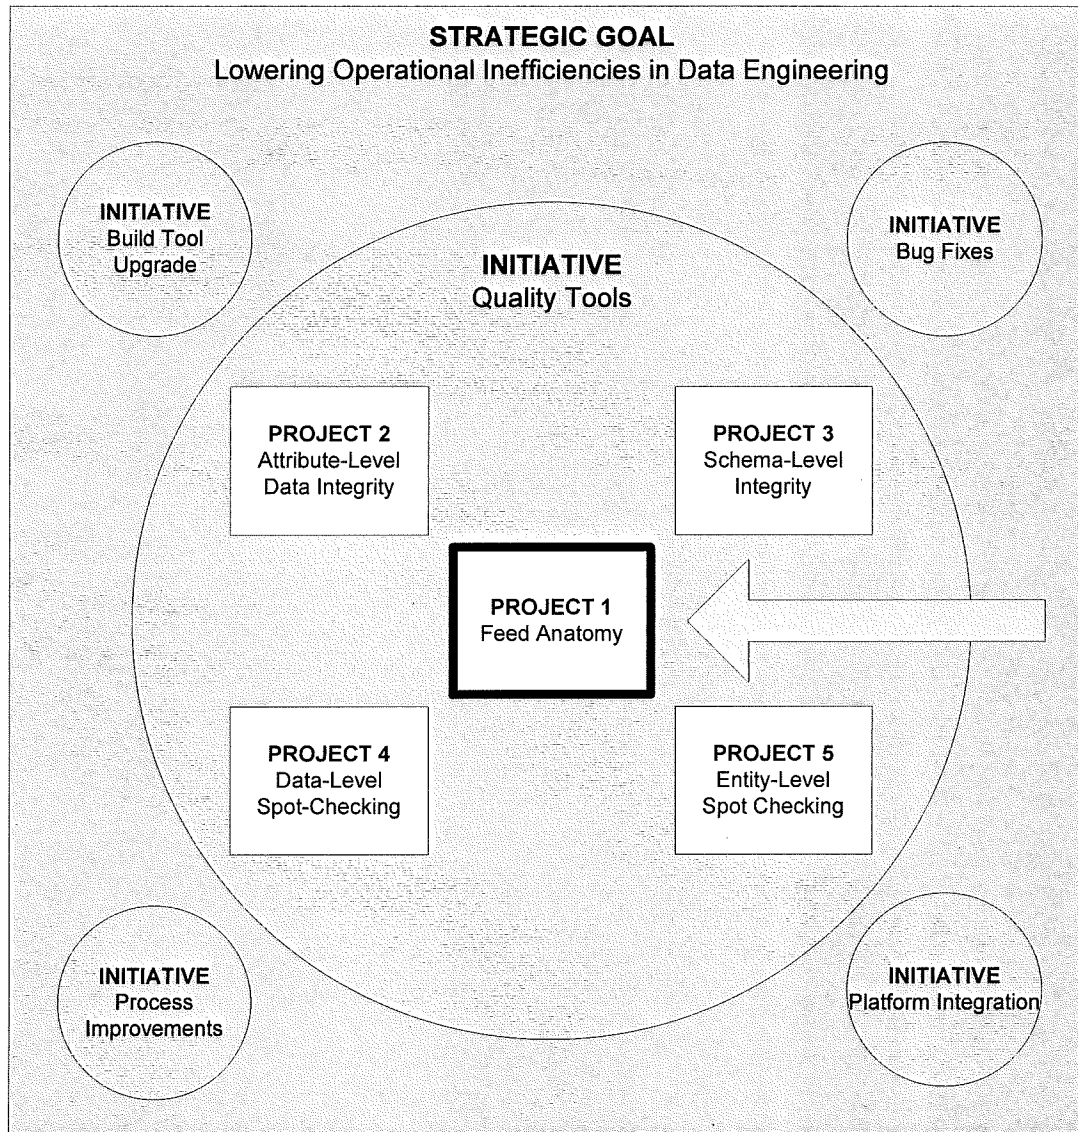 STRATEGIC GOAL
Lowering Operational Inefficiencies in Data Engineering
INITIATIVE
Build Tool
Upgrade
INITIATIVE
Bug Fixes
INITIATIVE
Quality Tools
PROJECT 2
Attribute-Level
Data Integrity
PROJECT 3
Schema-Level
Integrity
PROJECT 1
Feed Anatomy
PROJECT 4
Data-Level
Spot-Checking
PROJECT 5
Entity-Level
Spot Checking
INITIATIVE
Process
Improvements
INITIATIVE
Platform Integration